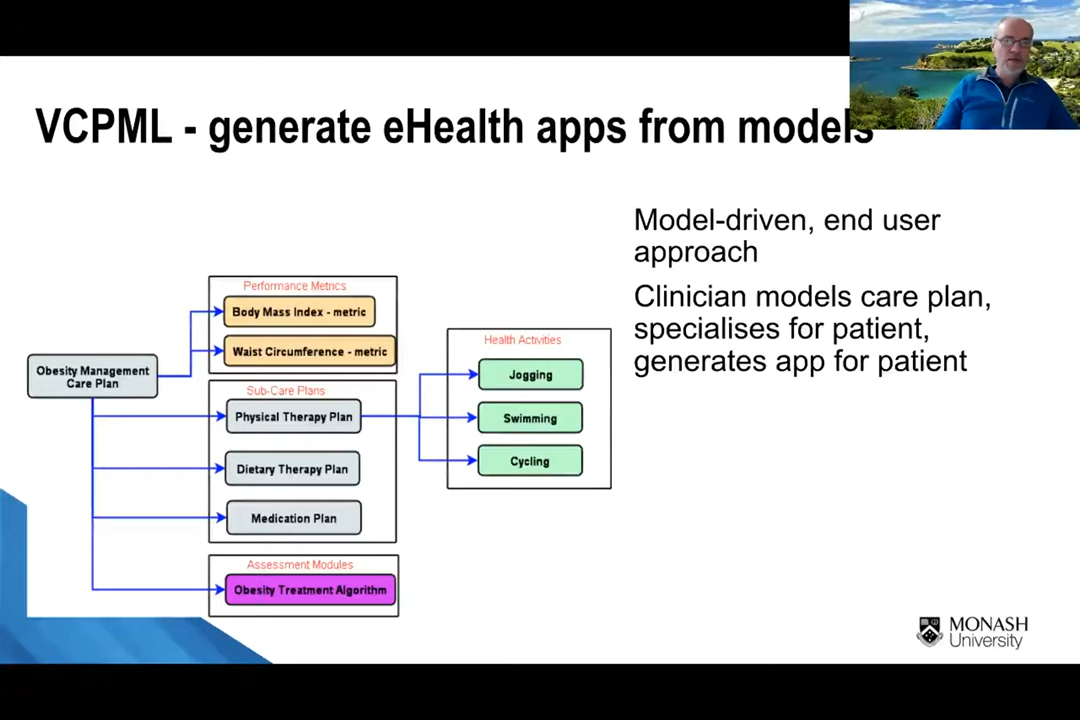 VCPML - generate eHealth apps from models
Model-driven, end user
approach
Clinician models care plan,
specialises for patient,
generates app for patient
Obesity Management
Care Plan
Performance Metrics
Body Mass Index - metric
Waist Circumference - metric
Sub-Care Plans
Physical Therapy Plan
Dietary Therapy Plan
Medication Plan
Assessment Modules
Obesity Treatment Algorithm
Health Activities
Jogging
Swimming
Cycling
MONASH
University